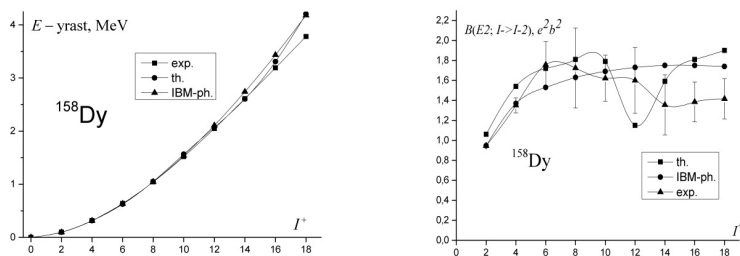 E – yrast, MeV
4
3
2
1
0
exp.
th.
IBM-ph.
¹⁵⁸Dy
I⁺
0 2 4 6 8 10 12 14 16 18
B(E2; I->I-2), e²b²
2,0
1,8
1,6
1,4
1,2
1,0
0,8
0,6
0,4
0,2
0,0
¹⁵⁸Dy
th.
IBM-ph.
exp.
I⁺
0 2 4 6 8 10 12 14 16 18